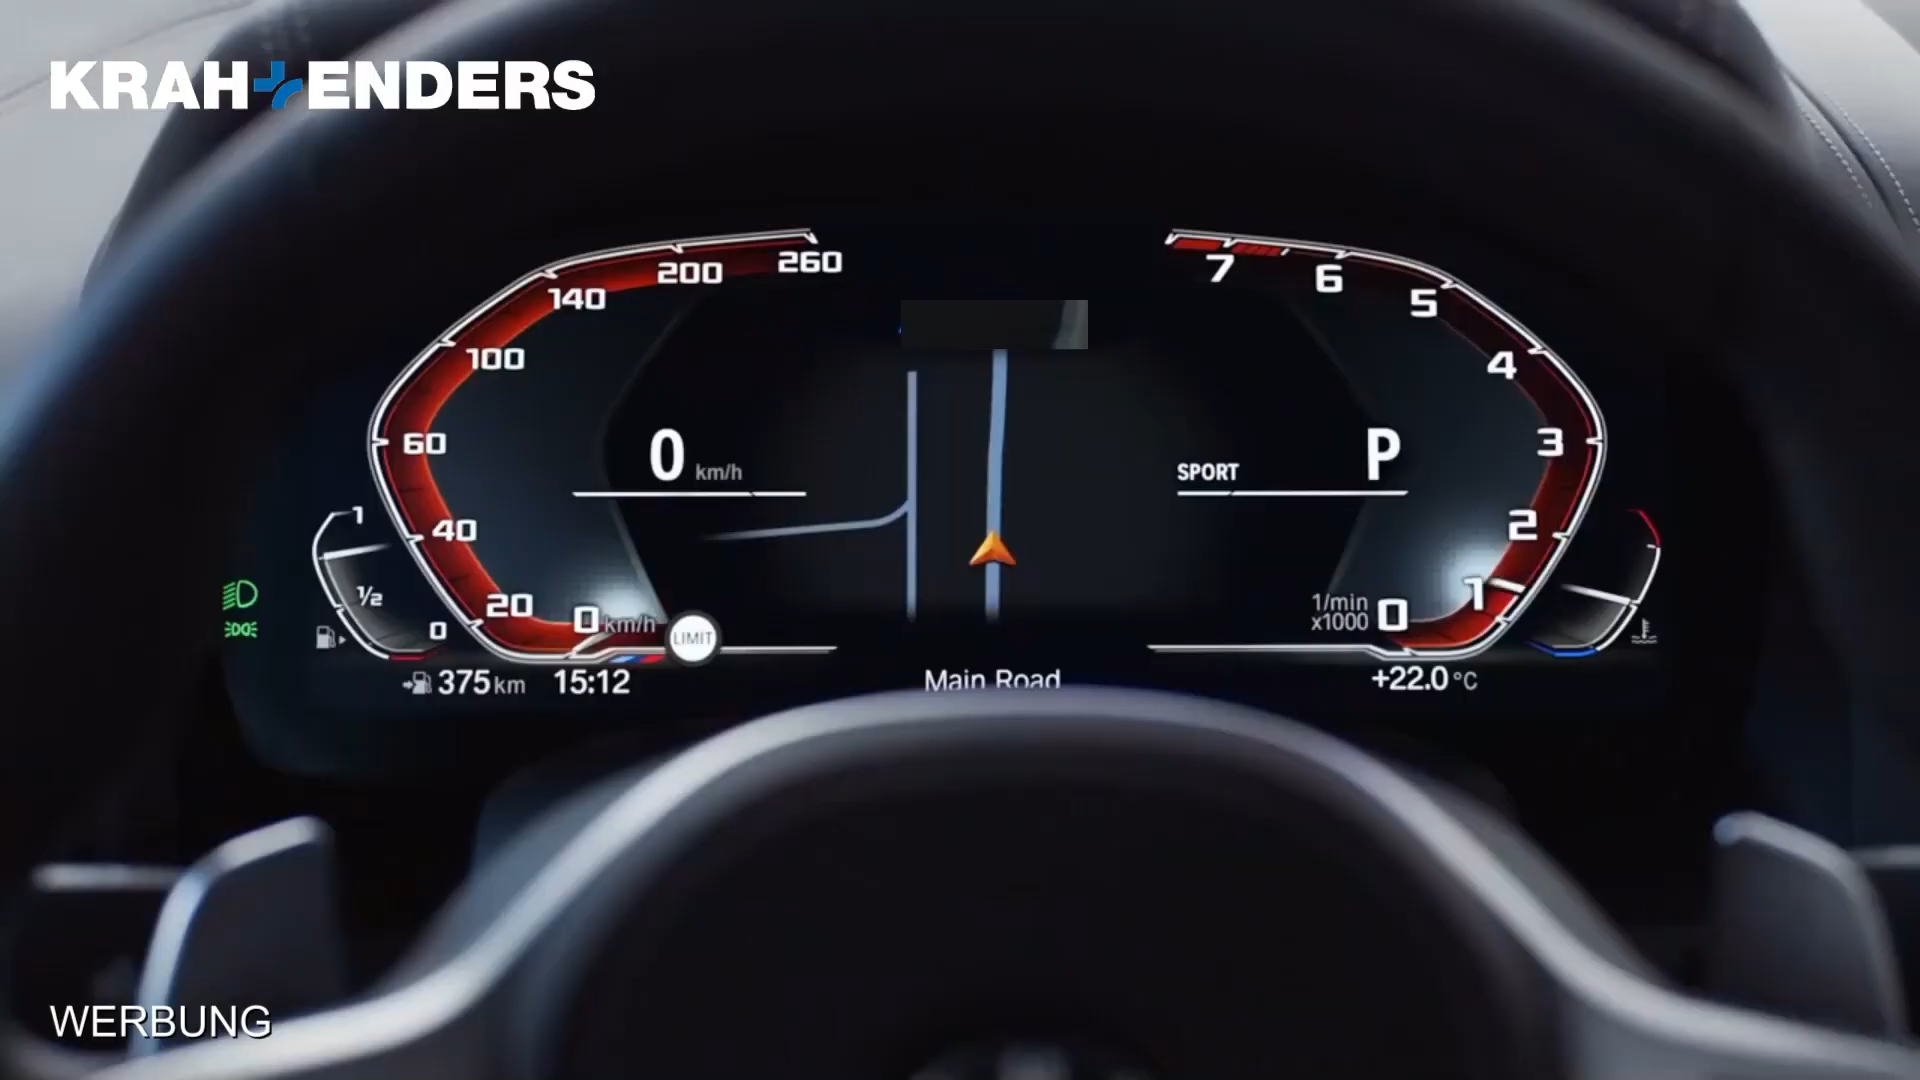 KRAH ENDERS
260
200
140
100
60
40
20
0 km/h
0 km/h
LIMIT
1
1/2
0
375 km
15:12
Main Road
7
6
5
4
3
2
1
0
1/min
x1000
SPORT
P
+22.0 °C
WERBUNG